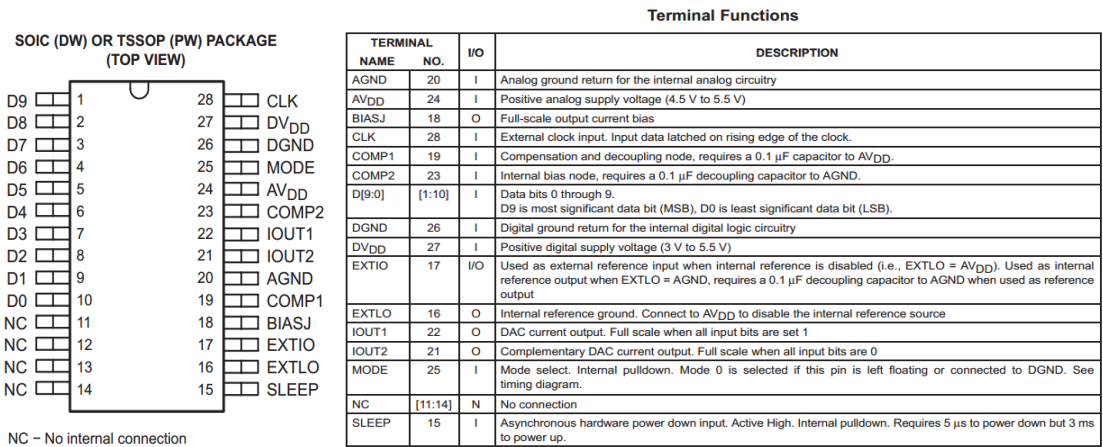 Terminal Functions
SOIC (DW) OR TSSOP (PW) PACKAGE
(TOP VIEW)
D9 1 28 CLK
D8 2 27 DVDD
D7 3 26 DGND
D6 4 25 MODE
D5 5 24 AVDD
D4 6 23 COMP2
D3 7 22 IOUT1
D2 8 21 IOUT2
D1 9 20 AGND
D0 10 19 COMP1
NC 11 18 BIASJ
NC 12 17 EXTIO
NC 13 16 EXTLO
NC 14 15 SLEEP
NC − No internal connection
TERMINAL I/O DESCRIPTION
NAME NO.
AGND 20 I Analog ground return for the internal analog circuitry
AVDD 24 I Positive analog supply voltage (4.5 V to 5.5 V)
BIASJ 18 O Full-scale output current bias
CLK 28 I External clock input. Input data latched on rising edge of the clock.
COMP1 19 I Compensation and decoupling node, requires a 0.1 µF capacitor to AVDD.
COMP2 23 I Internal bias node, requires a 0.1 µF decoupling capacitor to AGND.
D[9:0] [1:10] I Data bits 0 through 9.
D9 is most significant data bit (MSB), D0 is least significant data bit (LSB).
DGND 26 I Digital ground return for the internal digital logic circuitry
DVDD 27 I Positive digital supply voltage (3 V to 5.5 V)
EXTIO 17 I/O Used as external reference input when internal reference is disabled (i.e., EXTLO = AVDD). Used as internal
reference output when EXTLO = AGND, requires a 0.1 µF decoupling capacitor to AGND when used as reference
output
EXTLO 16 O Internal reference ground. Connect to AVDD to disable the internal reference source
IOUT1 22 O DAC current output. Full scale when all input bits are set 1
IOUT2 21 O Complementary DAC current output. Full scale when all input bits are 0
MODE 25 I Mode select. Internal pulldown. Mode 0 is selected if this pin is left floating or connected to DGND. See
timing diagram.
NC [11:14] N No connection
SLEEP 15 I Asynchronous hardware power down input. Active High. Internal pulldown. Requires 5 µs to power down but 3 ms
to power up.